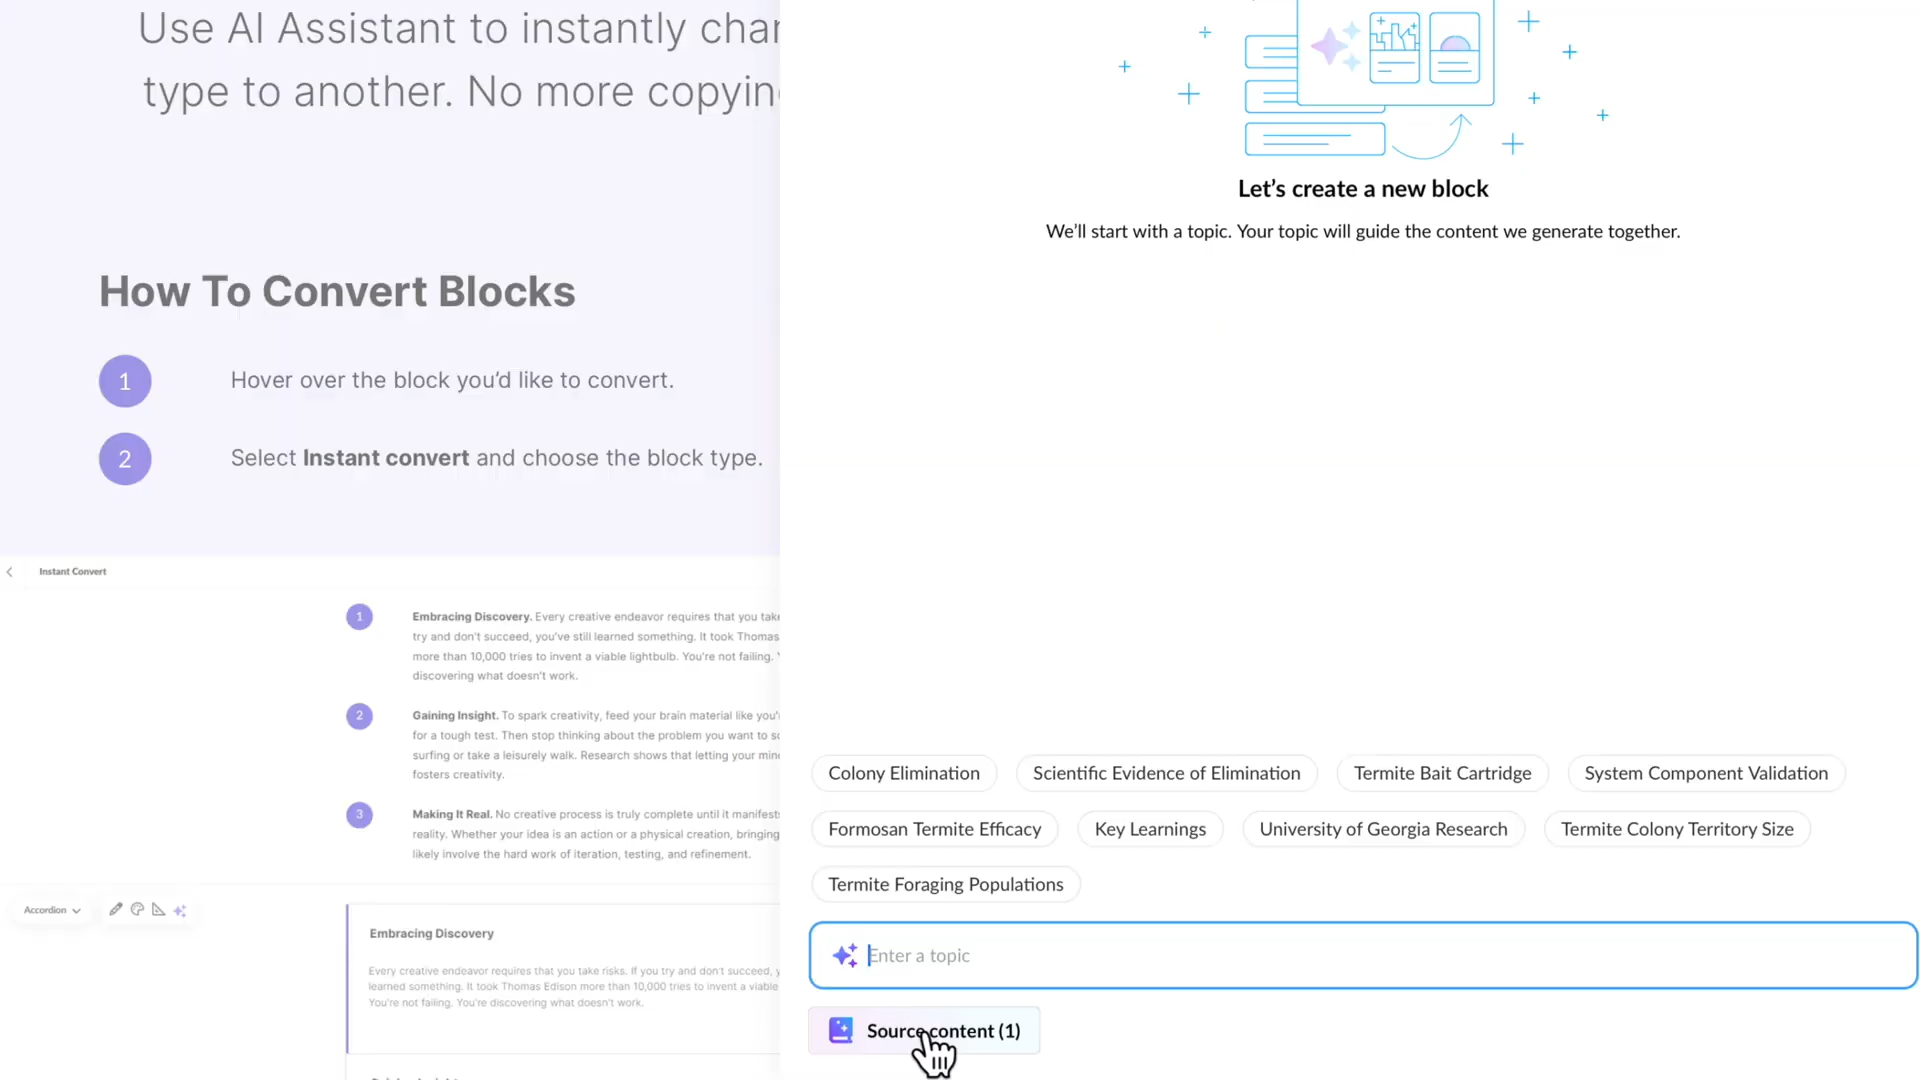 Use AI Assistant to instantly
type to another. No more
How To Convert Blocks
1
Hover over the block you'd like to convert.
2
Select Instant convert and choose the block type.
Instant Convert
1
Embracing Discovery. Every creative endeavor requires that you
try and don't succeed, you've still learned something. It took Thomas
more than 10,000 tries to invent a viable lightbulb. You're not failing.
discovering what doesn't work.
2
Gaining Insight. To spark creativity, feed your brain material like
for a tough test. Then stop thinking about the problem you want to
surfing or take a leisurely walk. Research shows that letting your
fosters creativity.
3
Making It Real. No creative process is truly complete until it
reality. Whether your idea is an action or a physical creation, bringing
likely involve the hard work of iteration, testing, and refinement.
Accordion
Embracing Discovery
Every creative endeavor requires that you take risks. If you try and don't succeed,
learned something. It took Thomas Edison more than 10,000 tries to invent a viable
You're not failing. You're discovering what doesn't work.
Let's create a new block
We'll start with a topic. Your topic will guide the content we generate together.
Colony Elimination
Scientific Evidence of Elimination
Termite Bait Cartridge
System Component Validation
Formosan Termite Efficacy
Key Learnings
University of Georgia Research
Termite Colony Territory Size
Termite Foraging Populations
Enter a topic
Source content (1)